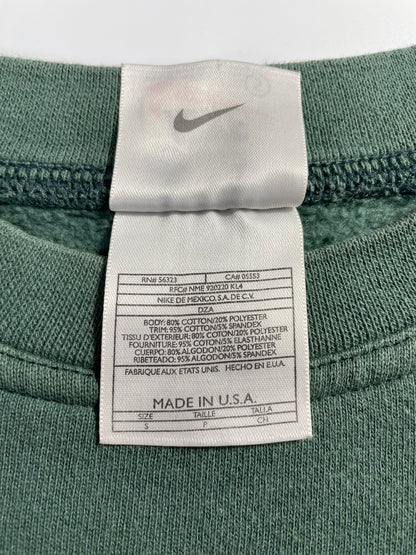 RN# 56323 CA# 05553
RFC# NME 920220 KL4
NIKE DE MEXICO, S.A. DE C.V.
DZA
BODY: 80% COTTON/20% POLYESTER
TRIM: 95% COTTON/5% SPANDEX
TISSU D'EXTERIEUR: 80% COTON/20% POLYESTER
FOURNITURE: 95% COTON/5% ELASTHANNE
CUERPO: 80% ALGODON/20% POLIESTER
RIBETEADO: 95% ALGODON/5% SPANDEX
FABRIQUE AUX ETATS UNIS. HECHO EN E.U.A.
MADE IN U.S.A.
SIZE TAILLE TALLA
S P CH